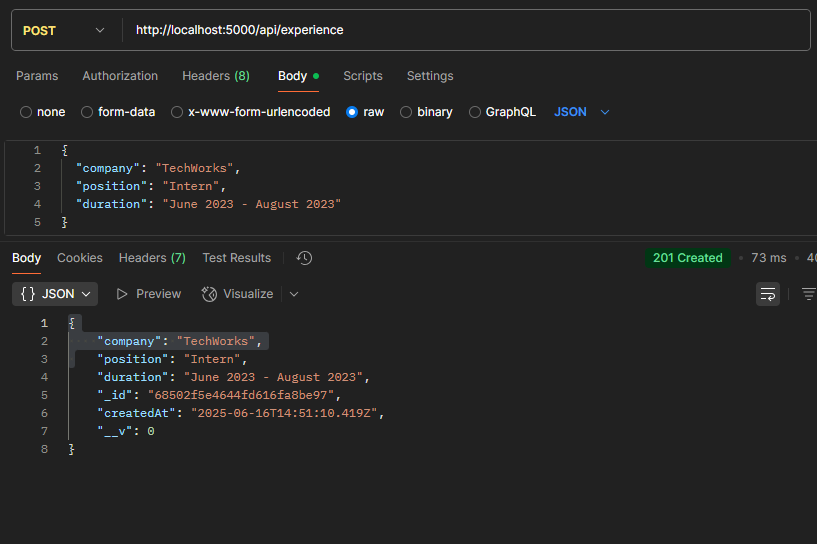 POST http://localhost:5000/api/experience
Params Authorization Headers (8) Body Scripts Settings
none form-data x-www-form-urlencoded raw binary GraphQL JSON
1 {
2 "company": "TechWorks",
3 "position": "Intern",
4 "duration": "June 2023 - August 2023"
5 }
Body Cookies Headers (7) Test Results 201 Created • 73 ms •
{} JSON Preview Visualize
1 {
2 "company": "TechWorks",
3 "position": "Intern",
4 "duration": "June 2023 - August 2023",
5 "_id": "68502f5e4644fd616fa8be97",
6 "createdAt": "2025-06-16T14:51:10.419Z",
7 "__v": 0
8 }